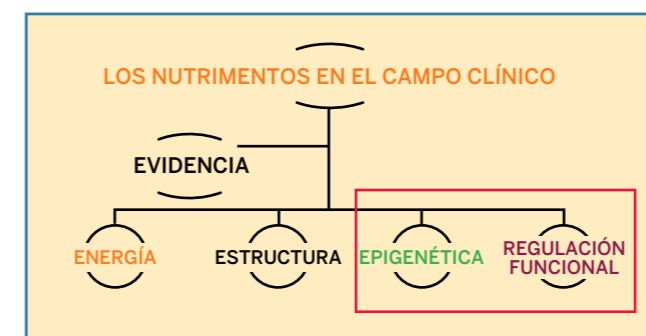 LOS NUTRIMENTOS EN EL CAMPO CLÍNICO
EVIDENCIA
ENERGÍA
ESTRUCTURA
EPIGENÉTICA
REGULACIÓN
FUNCIONAL